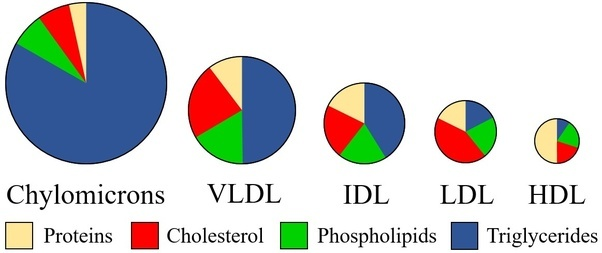 Chylomicrons VLDL IDL LDL HDL
Proteins Cholesterol Phospholipids Triglycerides